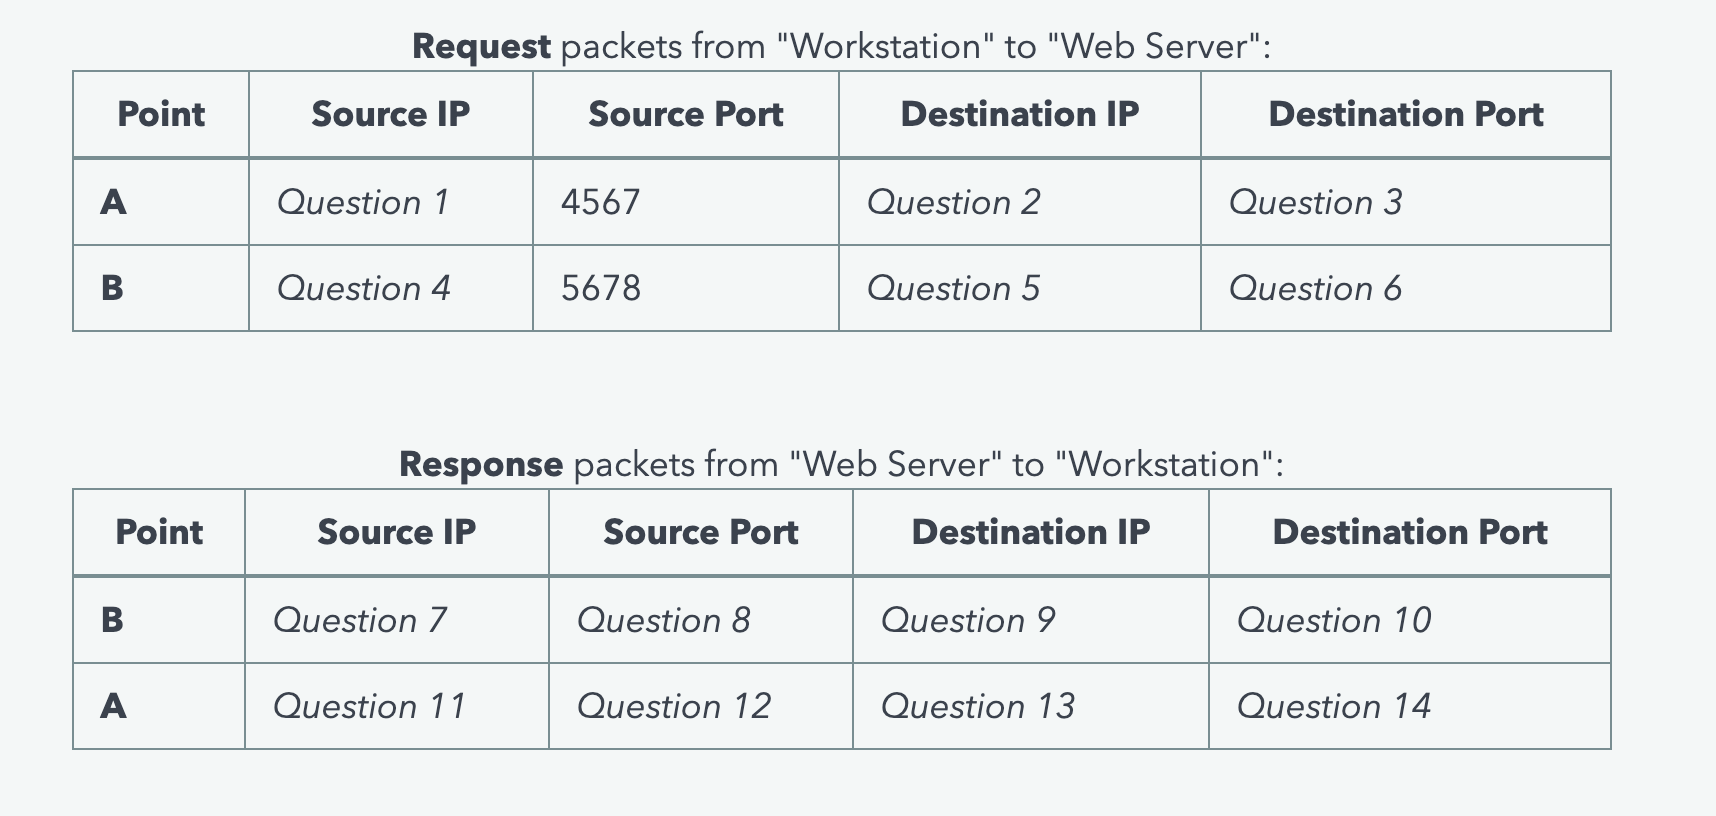 Request packets from "Workstation" to "Web Server":
Point Source IP Source Port Destination IP Destination Port
A Question 1 4567 Question 2 Question 3
B Question 4 5678 Question 5 Question 6
Response packets from "Web Server" to "Workstation":
Point Source IP Source Port Destination IP Destination Port
B Question 7 Question 8 Question 9 Question 10
A Question 11 Question 12 Question 13 Question 14